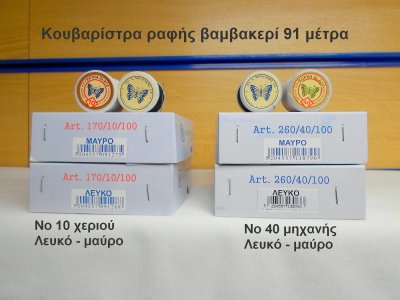 Κουβαρίστρα ραφής βαμβακερί 91 μέτρα
Art. 170/10/100
ΜΑΥΡΟ
Art. 170/10/100
ΛΕΥΚΟ
Art. 260/40/100
ΜΑΥΡΟ
Art. 260/40/100
ΛΕΥΚΟ
Νο 10 χεριού
Λευκό - μαύρο
Νο 40 μηχανής
Λευκό - μαύρο